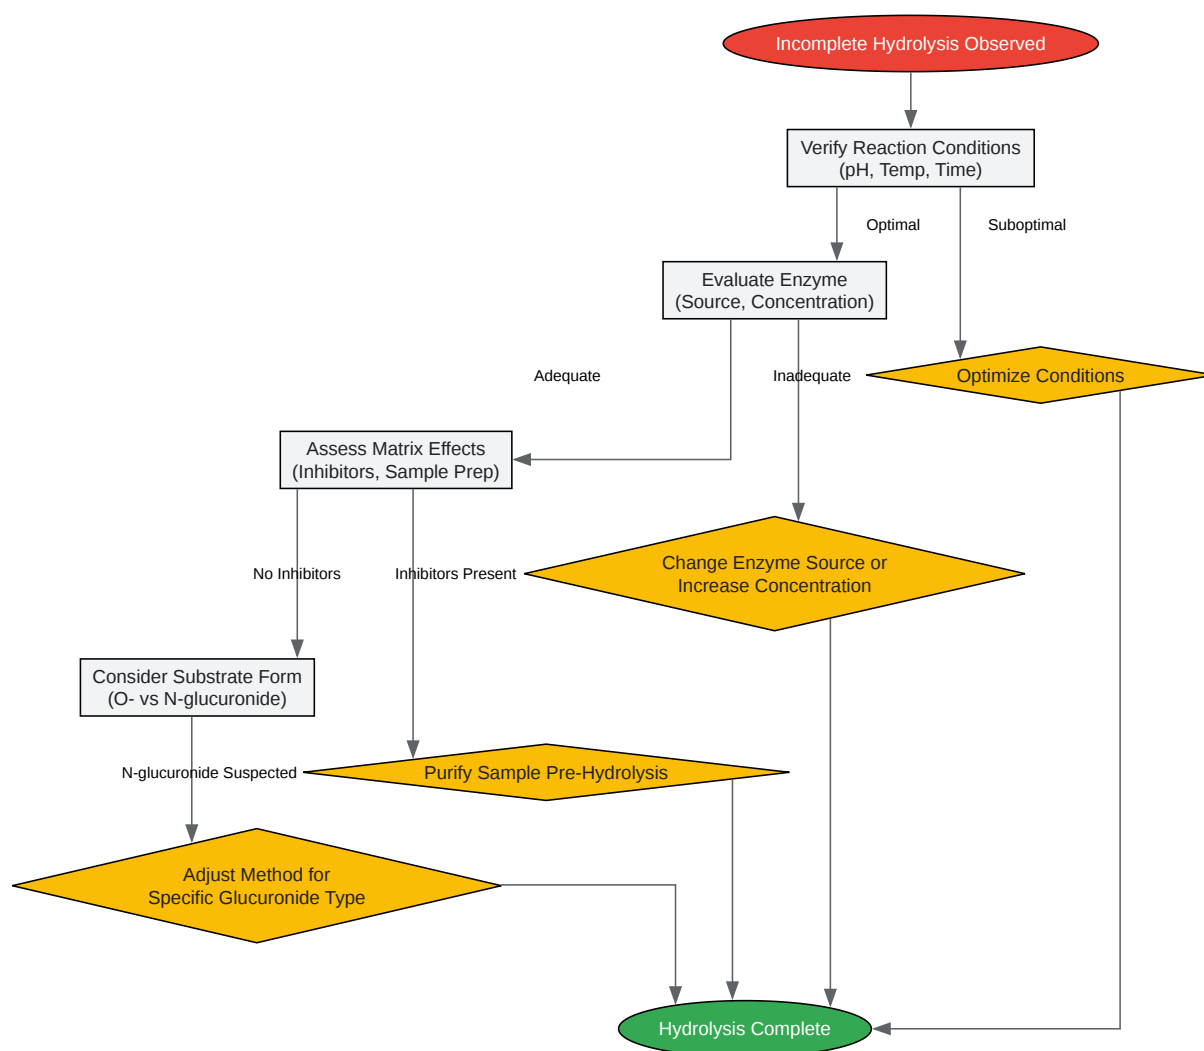 Incomplete Hydrolysis Observed
Verify Reaction Conditions
(pH, Temp, Time)
Optimal
Suboptimal
Evaluate Enzyme
(Source, Concentration)
Adequate
Inadequate
Optimize Conditions
Assess Matrix Effects
(Inhibitors, Sample Prep)
No Inhibitors
Inhibitors Present
Change Enzyme Source or
Increase Concentration
Consider Substrate Form
(O- vs N-glucuronide)
N-glucuronide Suspected
Purify Sample Pre-Hydrolysis
Adjust Method for
Specific Glucuronide Type
Hydrolysis Complete